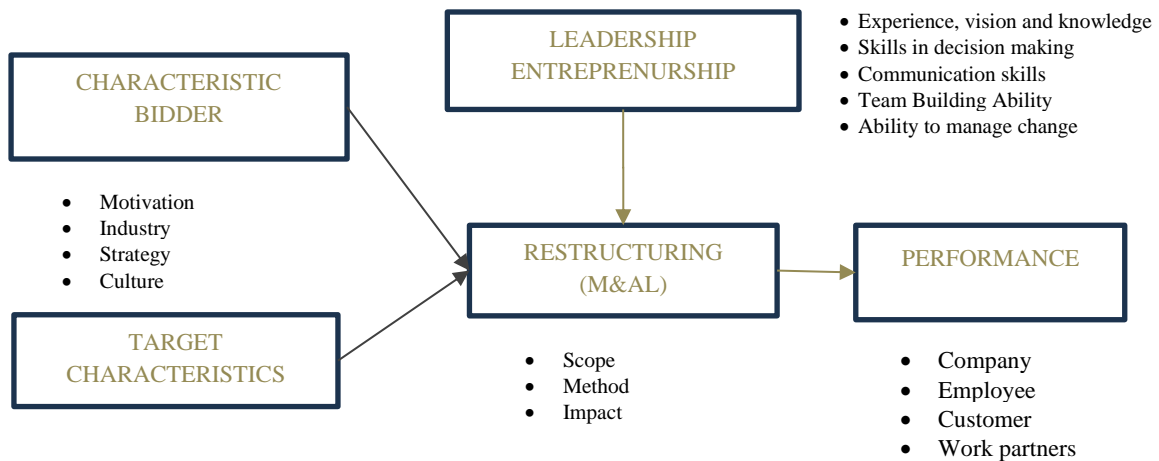 CHARACTERISTIC
BIDDER
LEADERSHIP
ENTREPRENURSHIP
• Experience, vision and knowledge
• Skills in decision making
• Communication skills
• Team Building Ability
• Ability to manage change
• Motivation
• Industry
• Strategy
• Culture
RESTRUCTURING
(M&AL)
PERFORMANCE
TARGET
CHARACTERISTICS
• Scope
• Method
• Impact
• Company
• Employee
• Customer
• Work partners